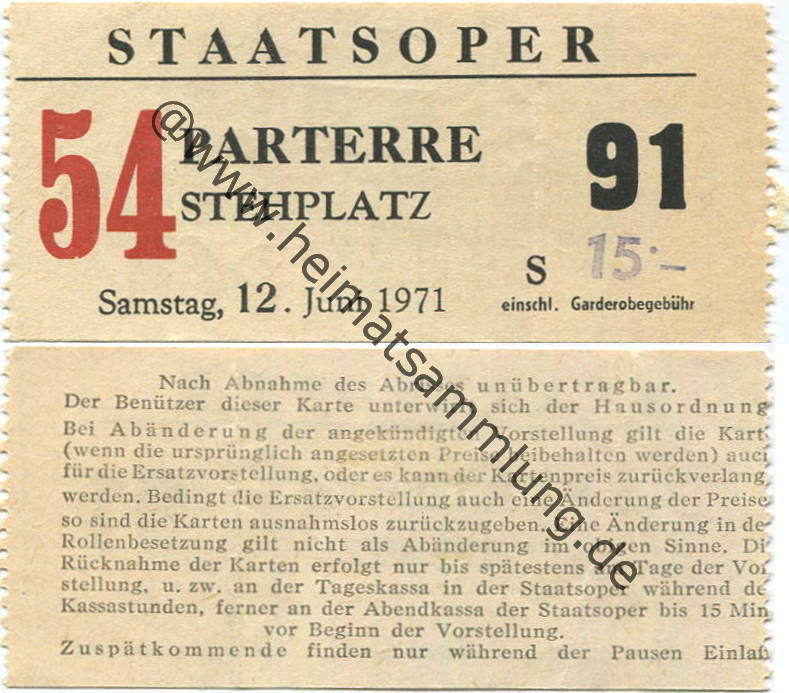 STAATSOPER
54 PARTERRE 91
STEHPLATZ
S 15.–
Samstag, 12. Juni 1971 einschl. Garderobegebühr
Nach Abnahme des Abrisses unübertragbar.
Der Benützer dieser Karte unterwirft sich der Hausordnung
Bei Abänderung der angekündigten Vorstellung gilt die Kart
(wenn die ursprünglich angesetzten Preise beibehalten werden) auch
für die Ersatzvorstellung, oder es kann der Kartenpreis zurückverlang
werden. Bedingt die Ersatzvorstellung auch eine Änderung der Preise
so sind die Karten ausnahmslos zurückzugeben. Eine Änderung in de
Rollenbesetzung gilt nicht als Abänderung im obigen Sinne. Di
Rücknahme der Karten erfolgt nur bis spätestens am Tage der Vor
stellung, u. zw. an der Tageskassa in der Staatsoper während de
Kassastunden, ferner an der Abendkassa der Staatsoper bis 15 Min
vor Beginn der Vorstellung.
Zuspätkommende finden nur während der Pausen Einlaß
@www.heimatsammlung.de